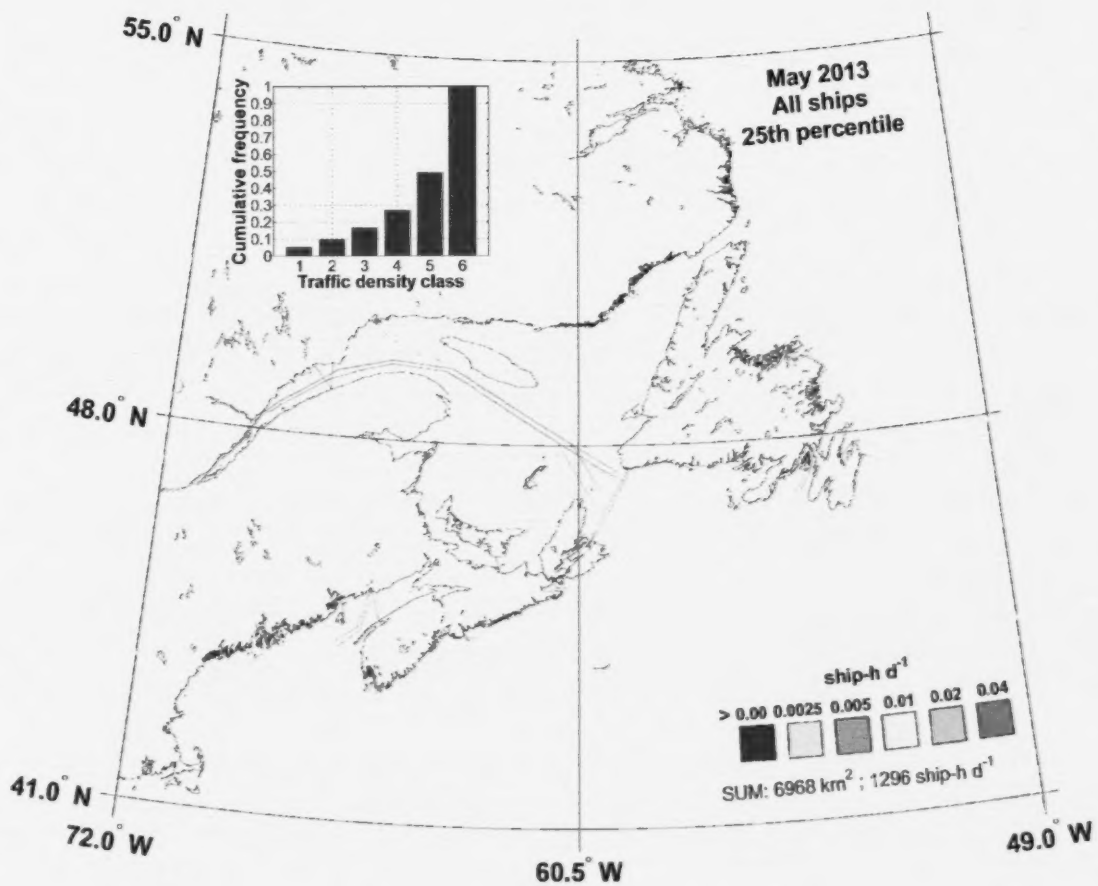 55.0° N
May 2013
All ships
25th percentile
Cumulative frequency
1
0.9
0.8
0.7
0.6
0.5
0.4
0.3
0.2
0.1
0
1 2 3 4 5 6
Traffic density class
48.0° N
ship-h d⁻¹
> 0.00 0.0025 0.005 0.01 0.02 0.04
SUM: 6968 km² ; 1296 ship-h d⁻¹
41.0° N
72.0° W
60.5° W
49.0° W